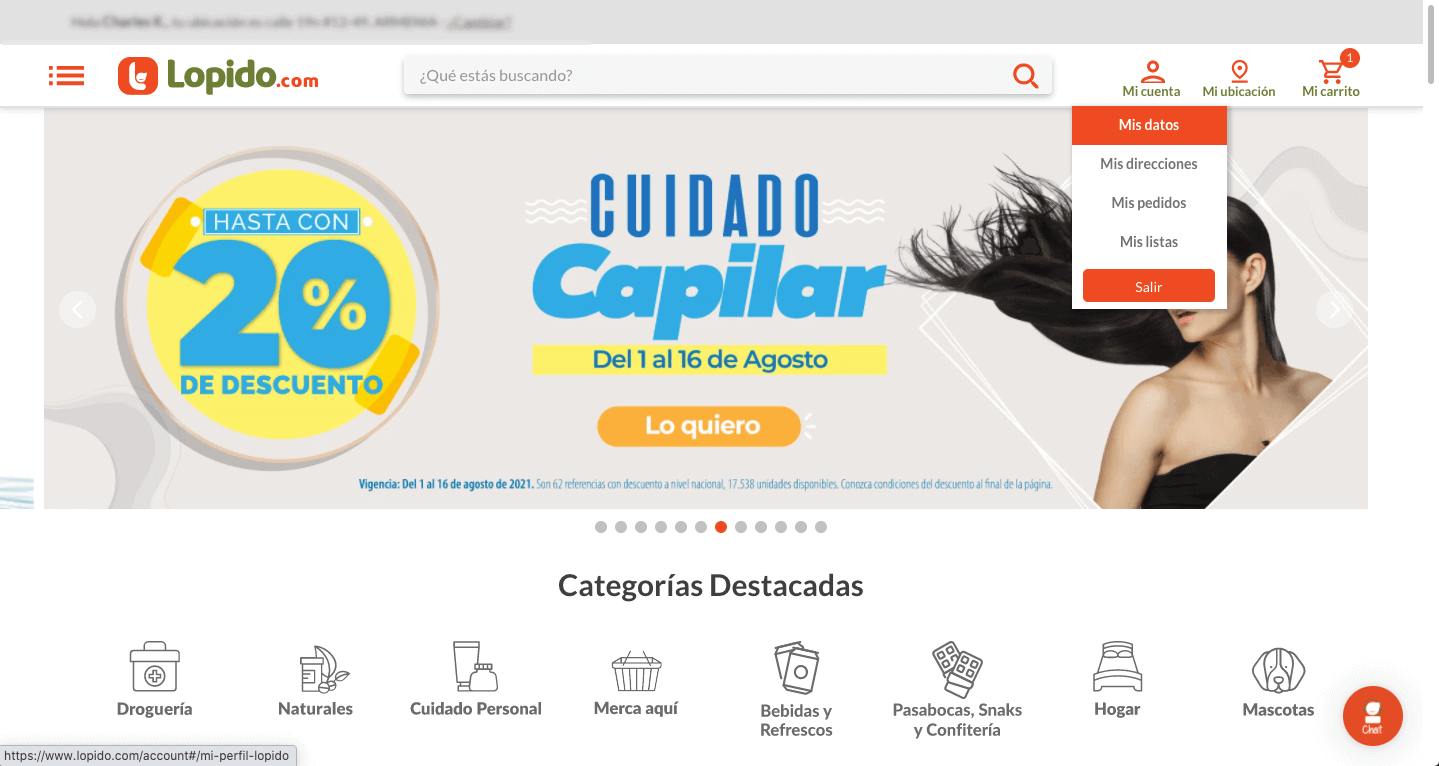 Lopido.com
¿Qué estás buscando?
1
Mi cuenta
Mi ubicación
Mi carrito
Mis datos
Mis direcciones
Mis pedidos
Mis listas
Salir
HASTA CON
20%
DE DESCUENTO
CUIDADO
Capilar
Del 1 al 16 de Agosto
Lo quiero
Vigencia: Del 1 al 16 de agosto de 2021. Son 62 referencias con descuento a nivel nacional, 17.538 unidades disponibles. Conozca condiciones del descuento al final de la página.
Categorías Destacadas
Droguería
Naturales
Cuidado Personal
Merca aquí
Bebidas y
Refrescos
Pasabocas, Snaks
y Confitería
Hogar
Mascotas
Chat
https://www.lopido.com/account#/mi-perfil-lopido